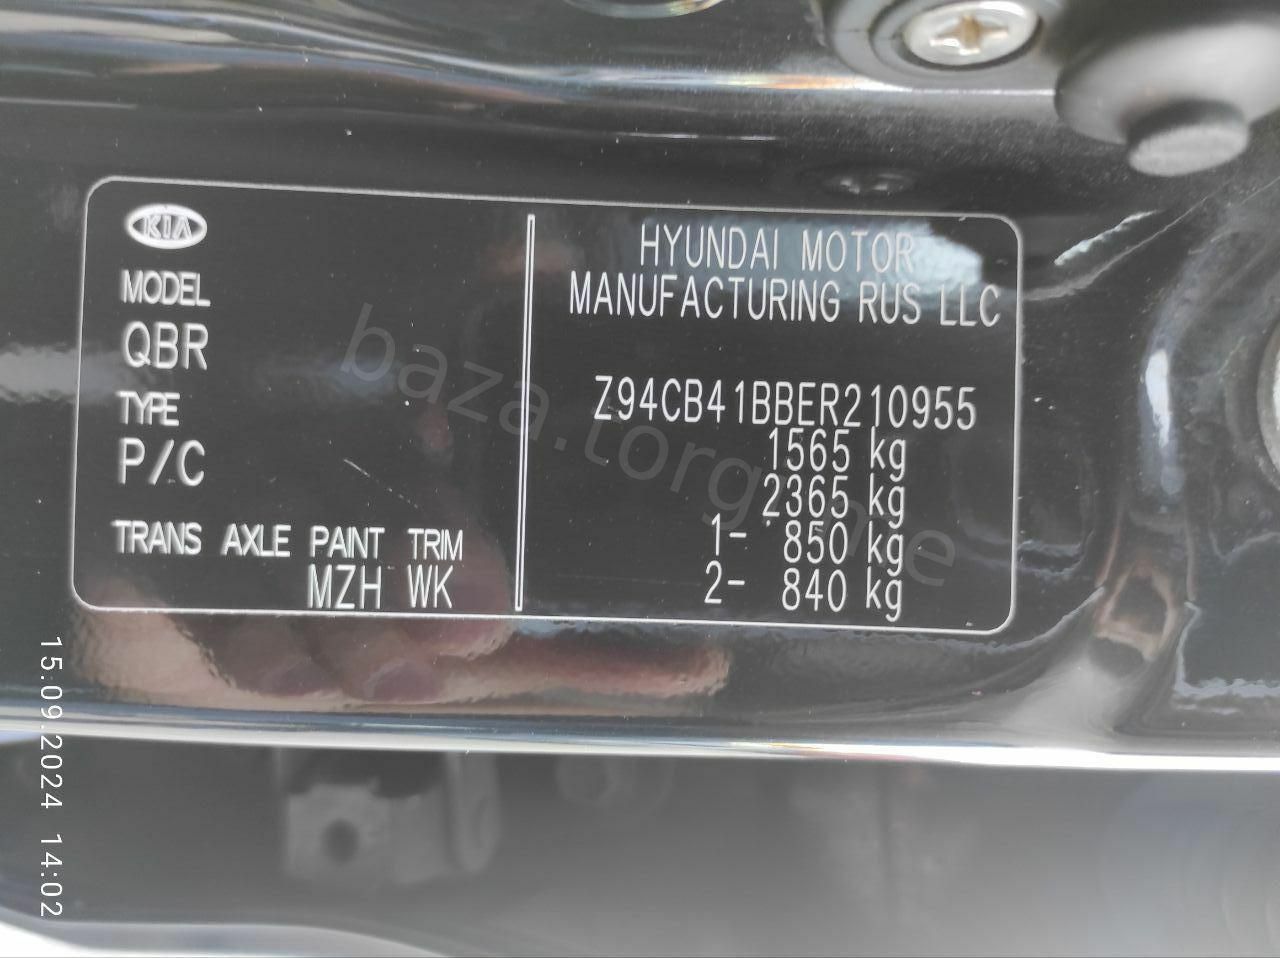 KIA
MODEL
QBR
TYPE
P/C
TRANS AXLE PAINT TRIM
MZH WK
HYUNDAI MOTOR
MANUFACTURING RUS LLC
Z94CB41BBER210955
1565 kg
2365 kg
1- 850 kg
2- 840 kg
baza.torg.me
15.09.2024 14:02